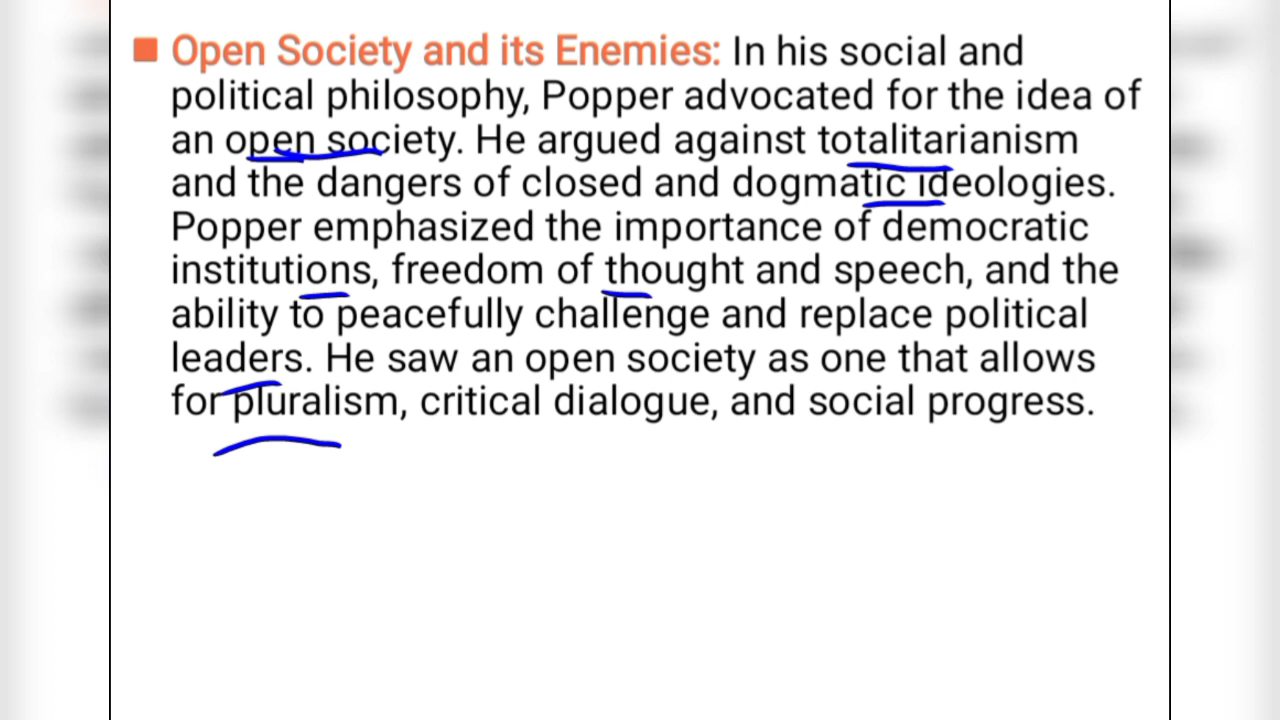 Open Society and its Enemies: In his social and
political philosophy, Popper advocated for the idea of
an open society. He argued against totalitarianism
and the dangers of closed and dogmatic ideologies.
Popper emphasized the importance of democratic
institutions, freedom of thought and speech, and the
ability to peacefully challenge and replace political
leaders. He saw an open society as one that allows
for pluralism, critical dialogue, and social progress.